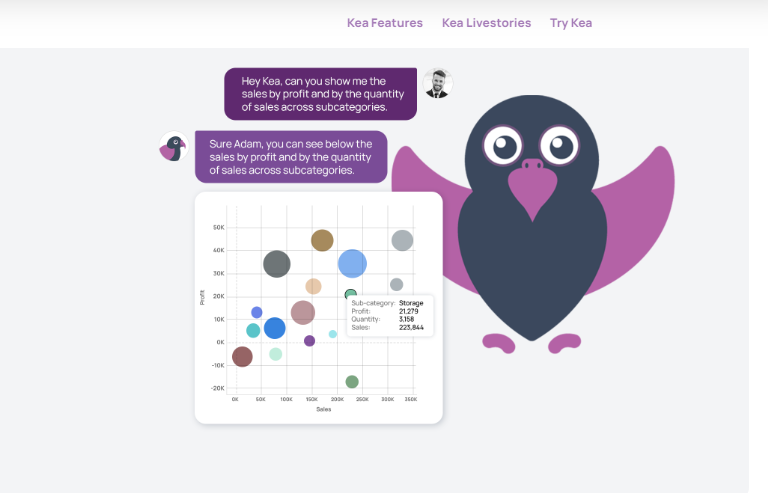 Kea Features Kea Livestories Try Kea
Hey Kea, can you show me the
sales by profit and by the quantity
of sales across subcategories.
Sure Adam, you can see below the
sales by profit and by the quantity
of sales across subcategories.
Profit
50K
40K
30K
20K
10K
0K
-10K
-20K
Sub-category: Storage
Profit: 21,279
Quantity: 3,158
Sales: 223,844
0K 50K 100K 150K 200K 250K 300K 350K
Sales